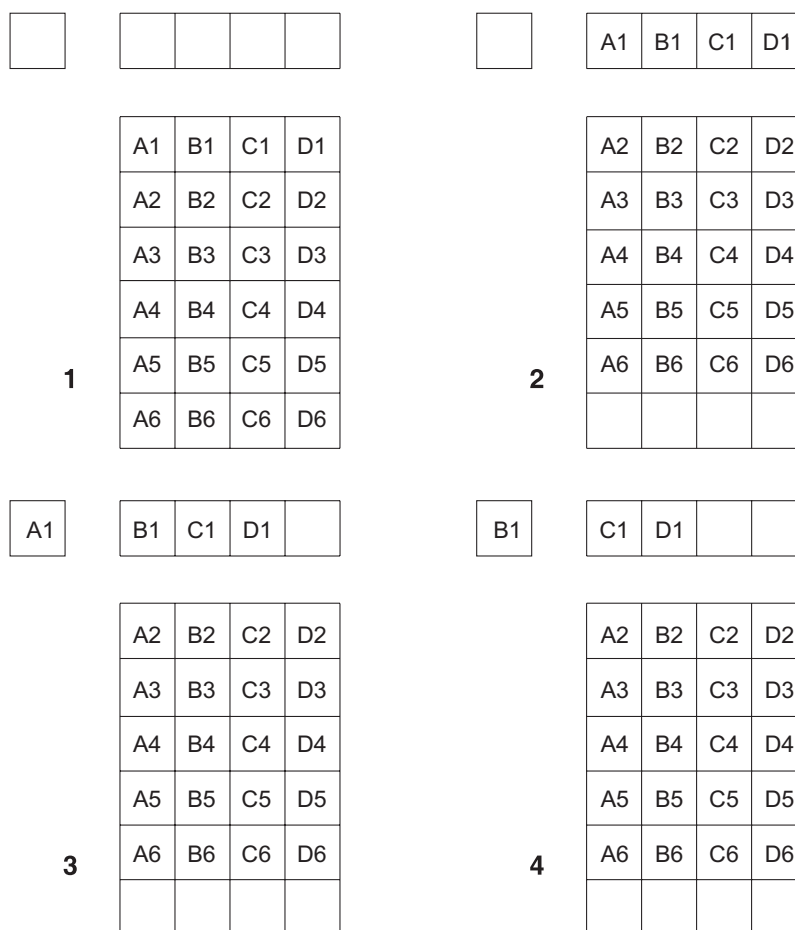 A1 B1 C1 D1
A2 B2 C2 D2
A3 B3 C3 D3
A4 B4 C4 D4
A5 B5 C5 D5
1
A6 B6 C6 D6
A1 B1 C1 D1
A2 B2 C2 D2
A3 B3 C3 D3
A4 B4 C4 D4
A5 B5 C5 D5
A6 B6 C6 D6
2
A1 B1 C1 D1
A2 B2 C2 D2
A3 B3 C3 D3
A4 B4 C4 D4
A5 B5 C5 D5
A6 B6 C6 D6
3
B1 C1 D1
A2 B2 C2 D2
A3 B3 C3 D3
A4 B4 C4 D4
A5 B5 C5 D5
A6 B6 C6 D6
4